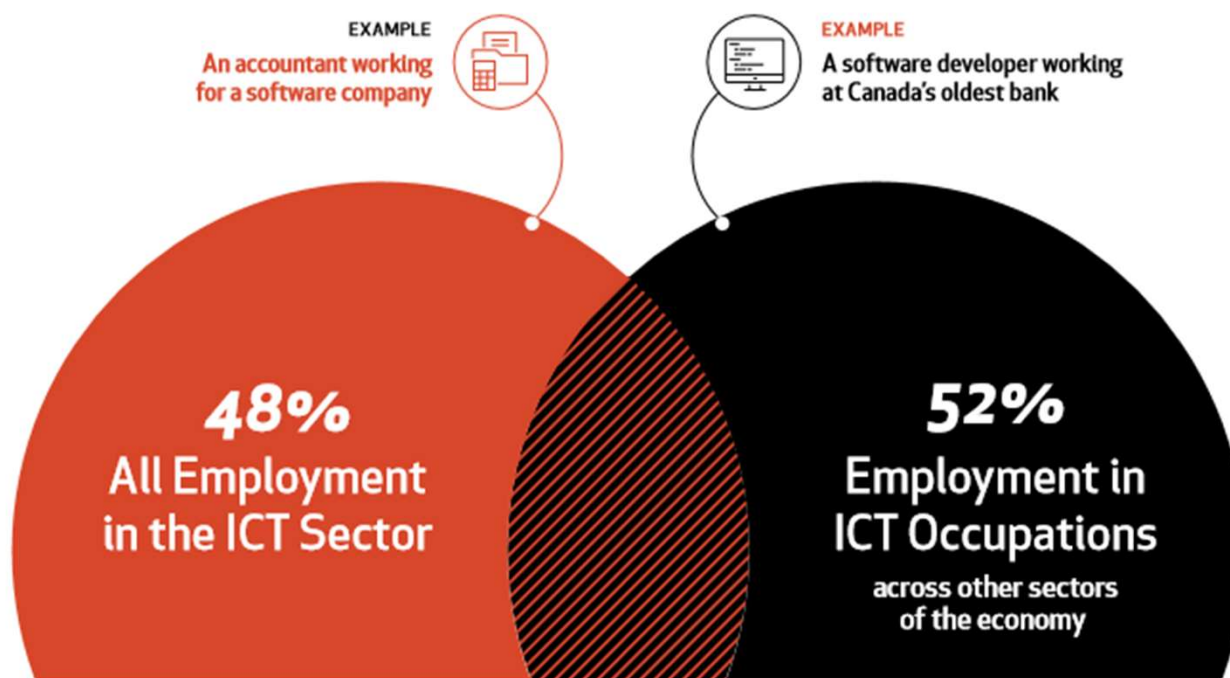 EXAMPLE
An accountant working
for a software company
EXAMPLE
A software developer working
at Canada's oldest bank
48%
All Employment
in the ICT Sector
52%
Employment in
ICT Occupations
across other sectors
of the economy